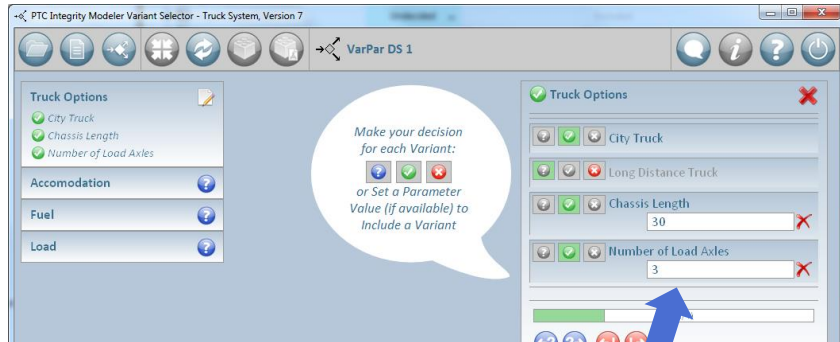 PTC Integrity Modeler Variant Selector - Truck System, Version 7
VarPar DS 1
Truck Options
City Truck
Chassis Length
Number of Load Axles
Accomodation
Fuel
Load
Make your decision
for each Variant:
or Set a Parameter
Value (if available) to
Include a Variant
Truck Options
City Truck
Long Distance Truck
Chassis Length
30
Number of Load Axles
3